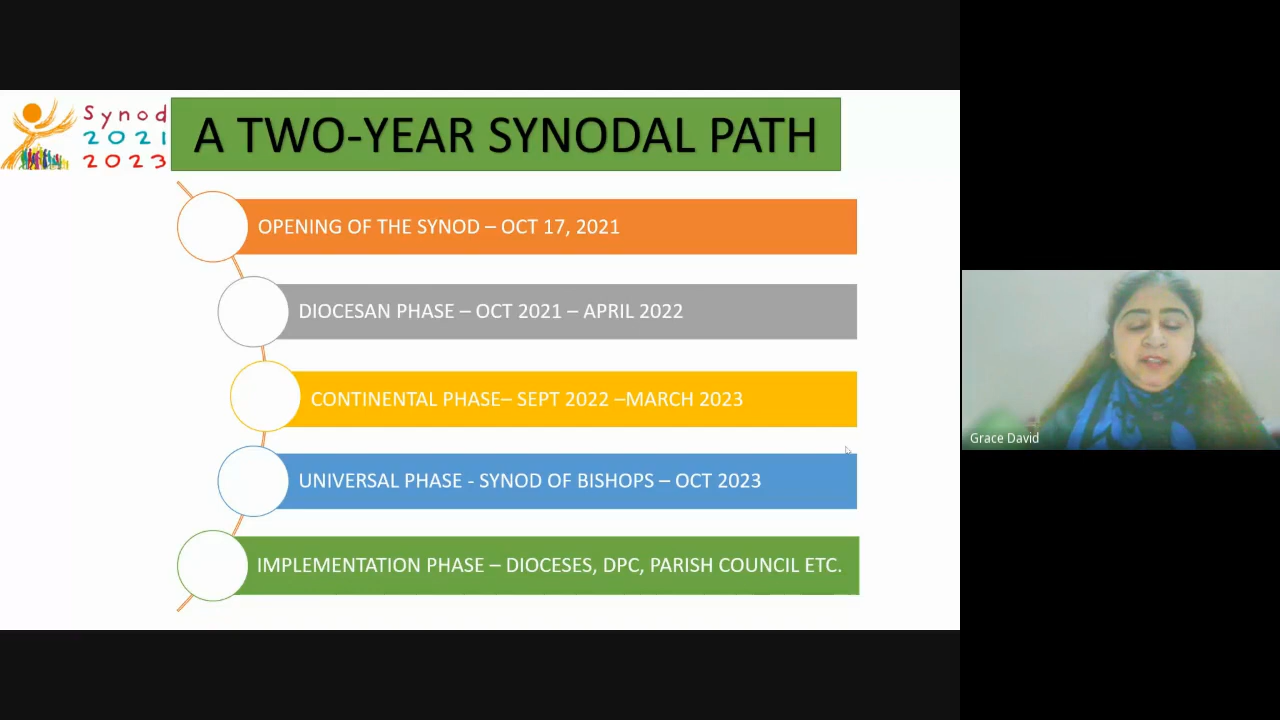 Synod
2021
2023
A TWO-YEAR SYNODAL PATH
OPENING OF THE SYNOD – OCT 17, 2021
DIOCESAN PHASE – OCT 2021 – APRIL 2022
CONTINENTAL PHASE– SEPT 2022 –MARCH 2023
UNIVERSAL PHASE - SYNOD OF BISHOPS – OCT 2023
IMPLEMENTATION PHASE – DIOCESES, DPC, PARISH COUNCIL ETC.
Grace David